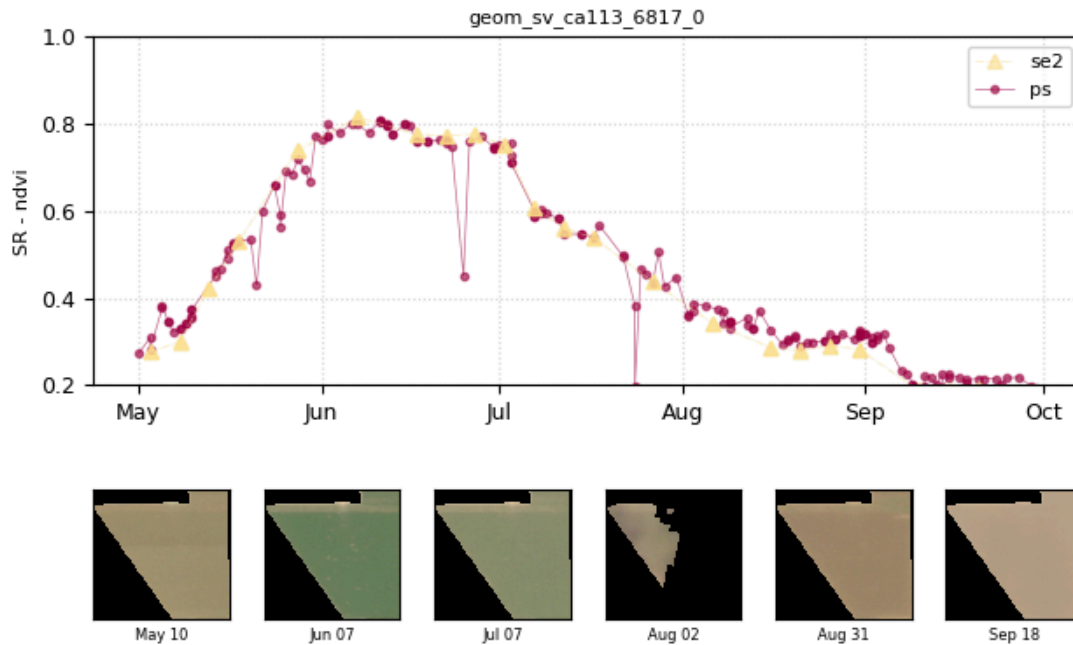 geom_sv_ca113_6817_0
1.0
se2
ps
0.8
0.6
0.4
0.2
SR - ndvi
May Jun Jul Aug Sep Oct
May 10 Jun 07 Jul 07 Aug 02 Aug 31 Sep 18